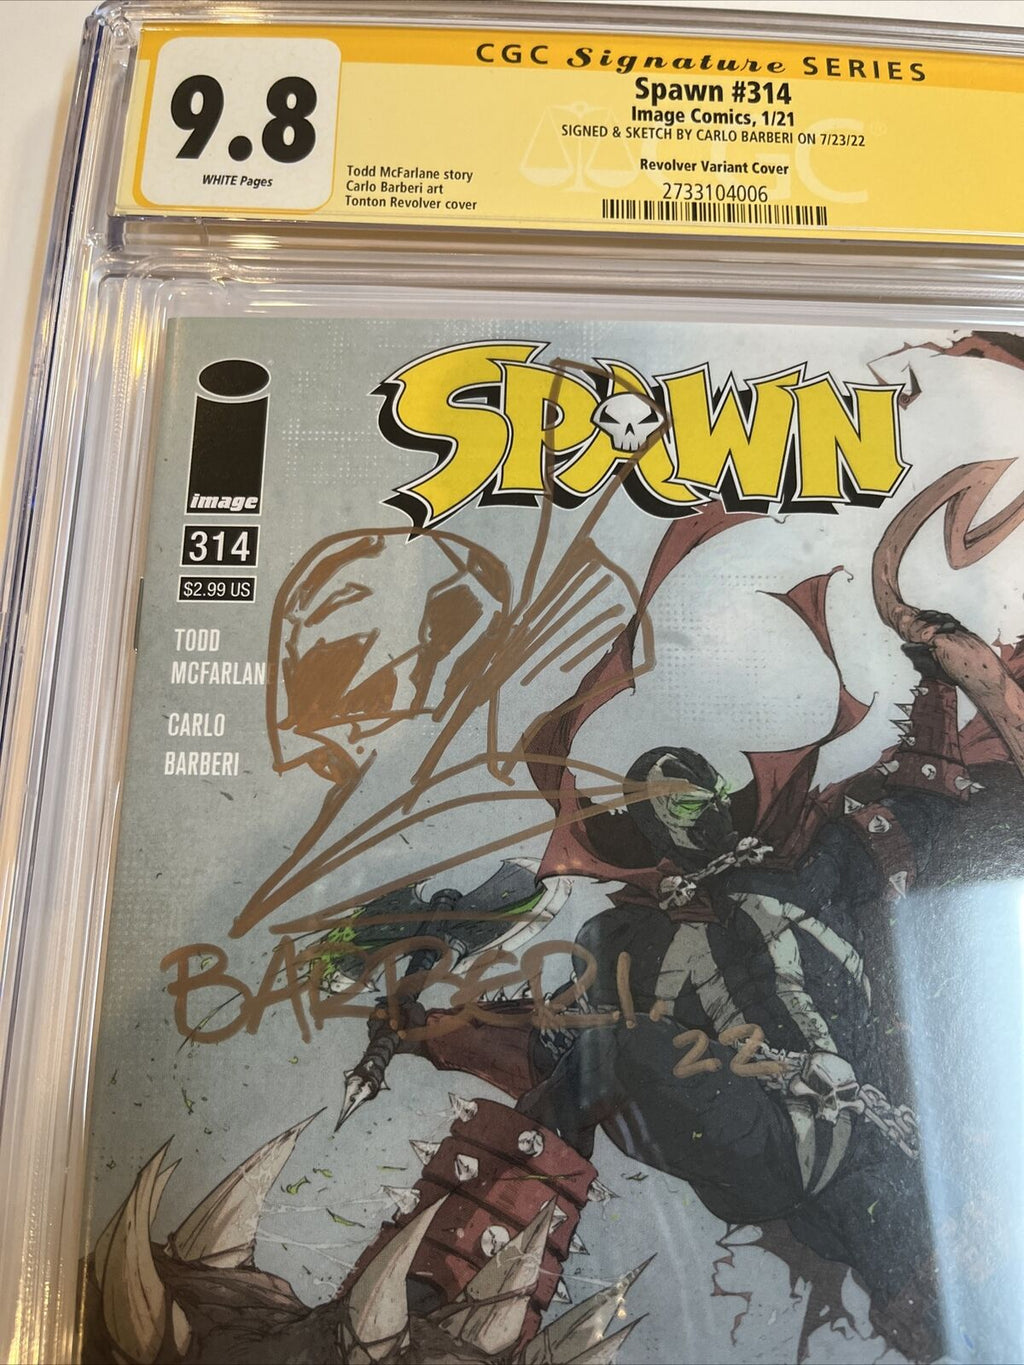 CGC Signature SERIES
9.8
WHITE Pages
Spawn #314
Image Comics, 1/21
SIGNED & SKETCH BY CARLO BARBERI ON 7/23/22
Todd McFarlane story
Carlo Barberi art
Tonton Revolver cover
Revolver Variant Cover
2733104006
CGC
SPAWN
image
314
$2.99 US
TODD
MCFARLANE
CARLO
BARBERI
BARBERI '22